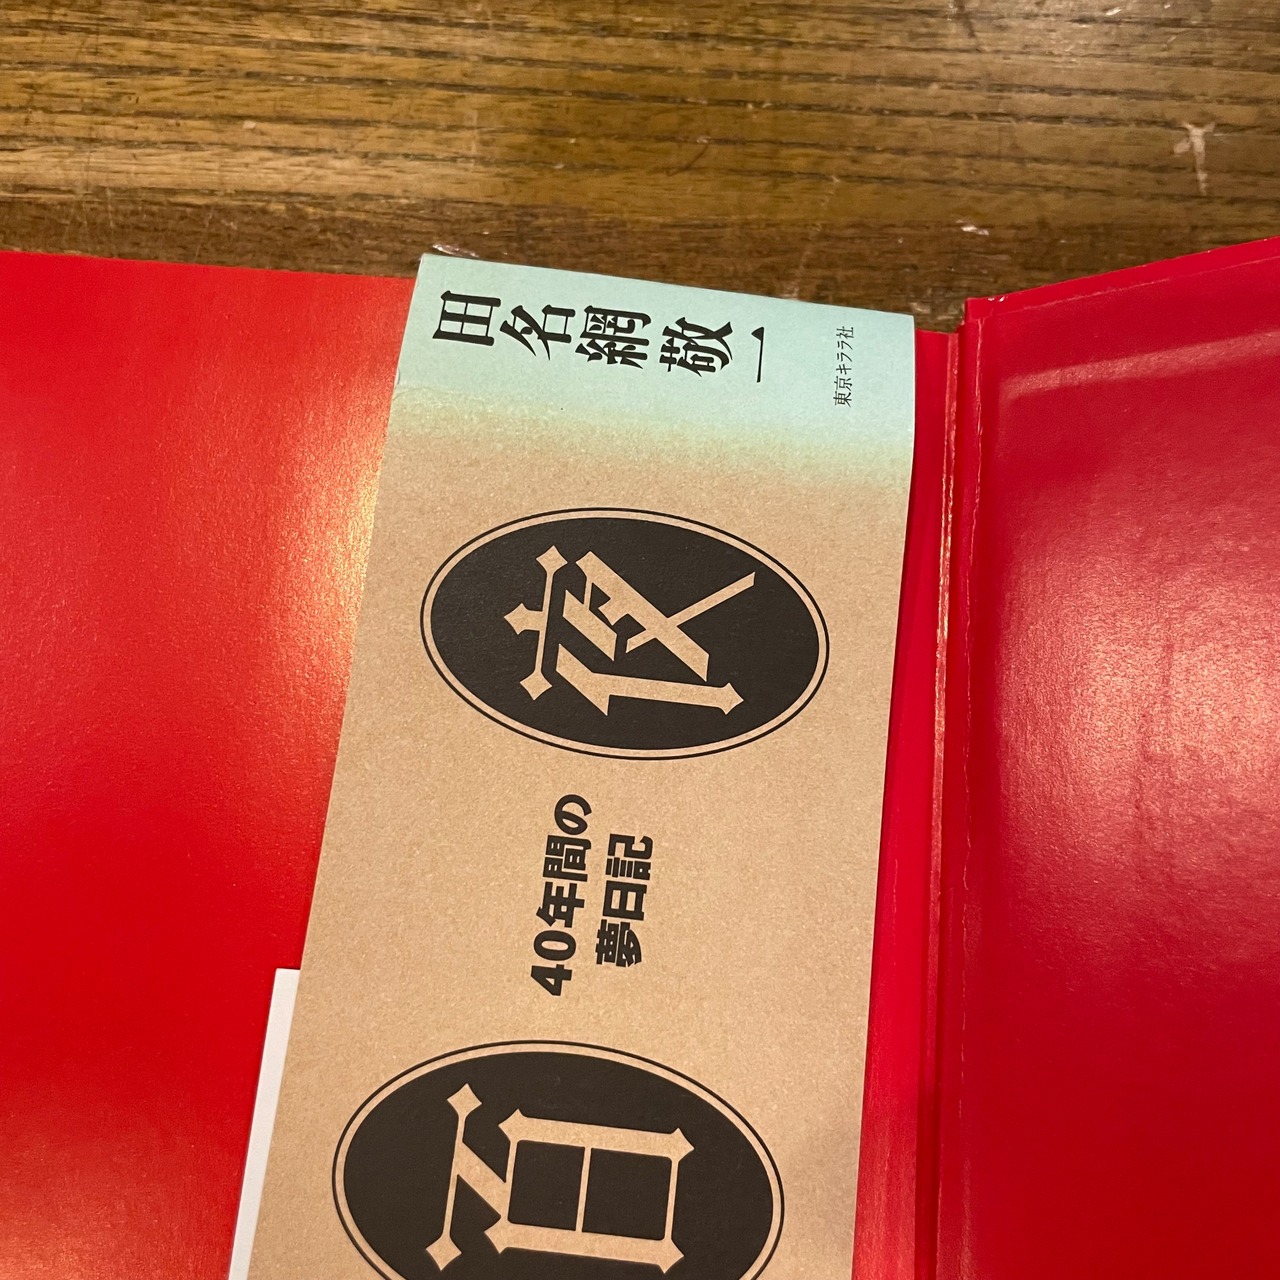 百
40年間の
夢日記
夜
田名網敬一
東京キララ社